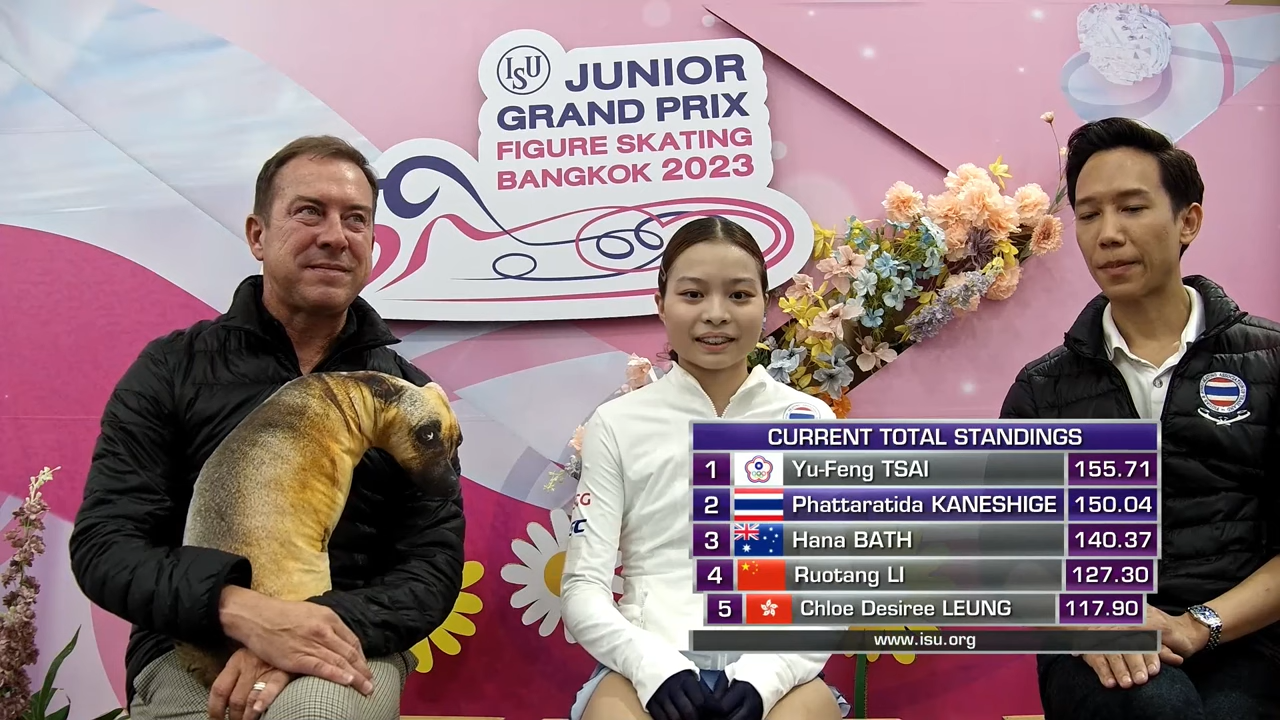 ISU
JUNIOR
GRAND PRIX
FIGURE SKATING
BANGKOK 2023
CURRENT TOTAL STANDINGS
1 Yu-Feng TSAI 155.71
2 Phattaratida KANESHIGE 150.04
3 Hana BATH 140.37
4 Ruotang LI 127.30
5 Chloe Desiree LEUNG 117.90
www.isu.org